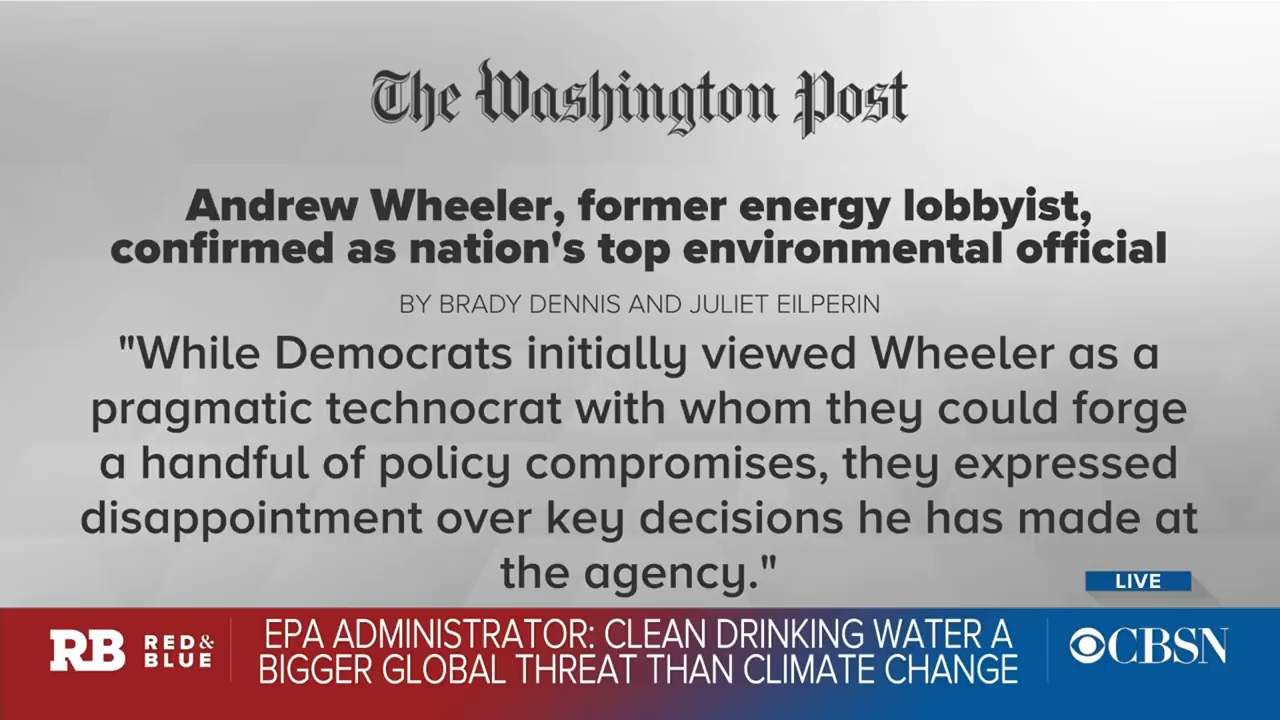 The Washington Post
Andrew Wheeler, former energy lobbyist,
confirmed as nation's top environmental official
BY BRADY DENNIS AND JULIET EILPERIN
"While Democrats initially viewed Wheeler as a
pragmatic technocrat with whom they could forge
a handful of policy compromises, they expressed
disappointment over key decisions he has made at
the agency."
LIVE
RB RED&
BLUE
EPA ADMINISTRATOR: CLEAN DRINKING WATER A
BIGGER GLOBAL THREAT THAN CLIMATE CHANGE
CBSN